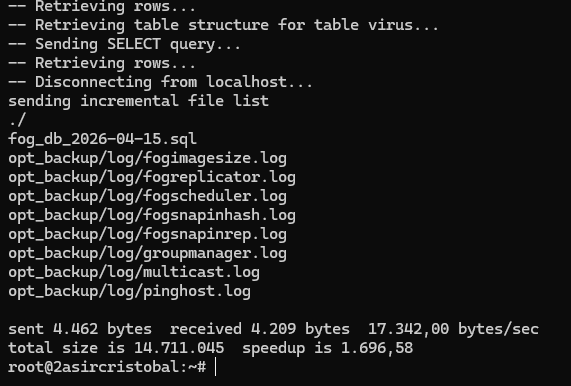 -- Retrieving rows...
-- Retrieving table structure for table virus...
-- Sending SELECT query...
-- Retrieving rows...
-- Disconnecting from localhost...
sending incremental file list
./
fog_db_2026-04-15.sql
opt_backup/log/fogimagesize.log
opt_backup/log/fogreplicator.log
opt_backup/log/fogscheduler.log
opt_backup/log/fogsnapinhash.log
opt_backup/log/fogsnapinrep.log
opt_backup/log/groupmanager.log
opt_backup/log/multicast.log
opt_backup/log/pinghost.log

sent 4.462 bytes  received 4.209 bytes  17.342,00 bytes/sec
total size is 14.711.045  speedup is 1.696,58
root@2asircristobal:~#